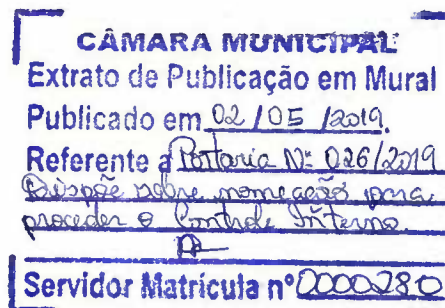 CÂMARA MUNICIPAL
Extrato de Publicação em Mural
Publicado em 02/05/2019.
Referente a Portaria Nº 026/2019
Dispõe sobre nomeação para
proceder o Controle Interno.
Servidor Matrícula nº 0000280